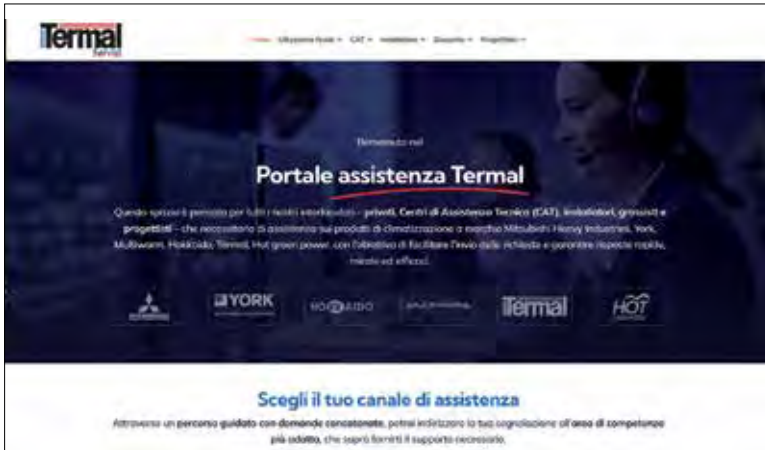 Termal
Benvenuto nel
Portale assistenza Termal
Questo spazio è pensato per tutti i nostri interlocutori – privati, Centri di Assistenza Tecnica (CAT), installatori, grossisti e
progettisti – che necessitano di assistenza sui prodotti di climatizzazione a marchio Mitsubishi Heavy Industries, York,
Multiwarm, Hokkaido, Termal, Hot green power, con l'obiettivo di facilitare l'invio delle richieste e garantire risposte rapide,
mirate ed efficaci.
YORK HOKKAIDO Termal HOT
Scegli il tuo canale di assistenza
Attraverso un percorso guidato con domande concatenate, potrai indirizzare la tua segnalazione all'area di competenza
più adatta, che saprà fornirti il supporto necessario.